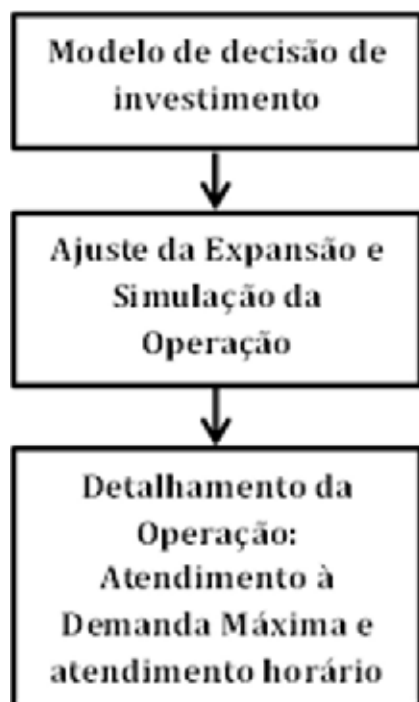 Modelo de decisão de
investimento
Ajuste da Expansão e
Simulação da
Operação
Detalhamento da
Operação:
Atendimento à
Demanda Máxima e
atendimento horário